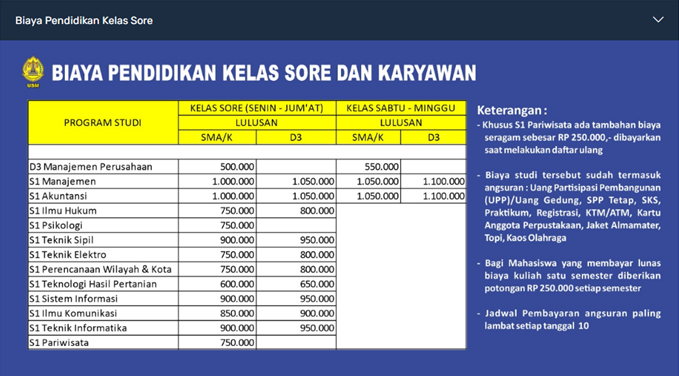 Biaya Pendidikan Kelas Sore
USM
BIAYA PENDIDIKAN KELAS SORE DAN KARYAWAN
PROGRAM STUDI
KELAS SORE (SENIN - JUM'AT) KELAS SABTU - MINGGU
LULUSAN LULUSAN
SMA/K D3 SMA/K D3
D3 Manajemen Perusahaan 500.000 550.000
S1 Manajemen 1.000.000 1.050.000 1.050.000 1.100.000
S1 Akuntansi 1.000.000 1.050.000 1.050.000 1.100.000
S1 Ilmu Hukum 750.000 800.000
S1 Psikologi 750.000
S1 Teknik Sipil 900.000 950.000
S1 Teknik Elektro 750.000 800.000
S1 Perencanaan Wilayah & Kota 750.000 800.000
S1 Teknologi Hasil Pertanian 600.000 650.000
S1 Sistem Informasi 900.000 950.000
S1 Ilmu Komunikasi 850.000 900.000
S1 Teknik Informatika 900.000 950.000
S1 Pariwisata 750.000
Keterangan :
- Khusus S1 Pariwisata ada tambahan biaya
seragam sebesar RP 250.000,- dibayarkan
saat melakukan daftar ulang
- Biaya studi tersebut sudah termasuk
angsuran : Uang Partisipasi Pembangunan
(UPP)/Uang Gedung, SPP Tetap, SKS,
Praktikum, Registrasi, KTM/ATM, Kartu
Anggota Perpustakaan, Jaket Almamater,
Topi, Kaos Olahraga
- Bagi Mahasiswa yang membayar lunas
biaya kuliah satu semester diberikan
potongan RP 250.000 setiap semester
- Jadwal Pembayaran angsuran paling
lambat setiap tanggal 10